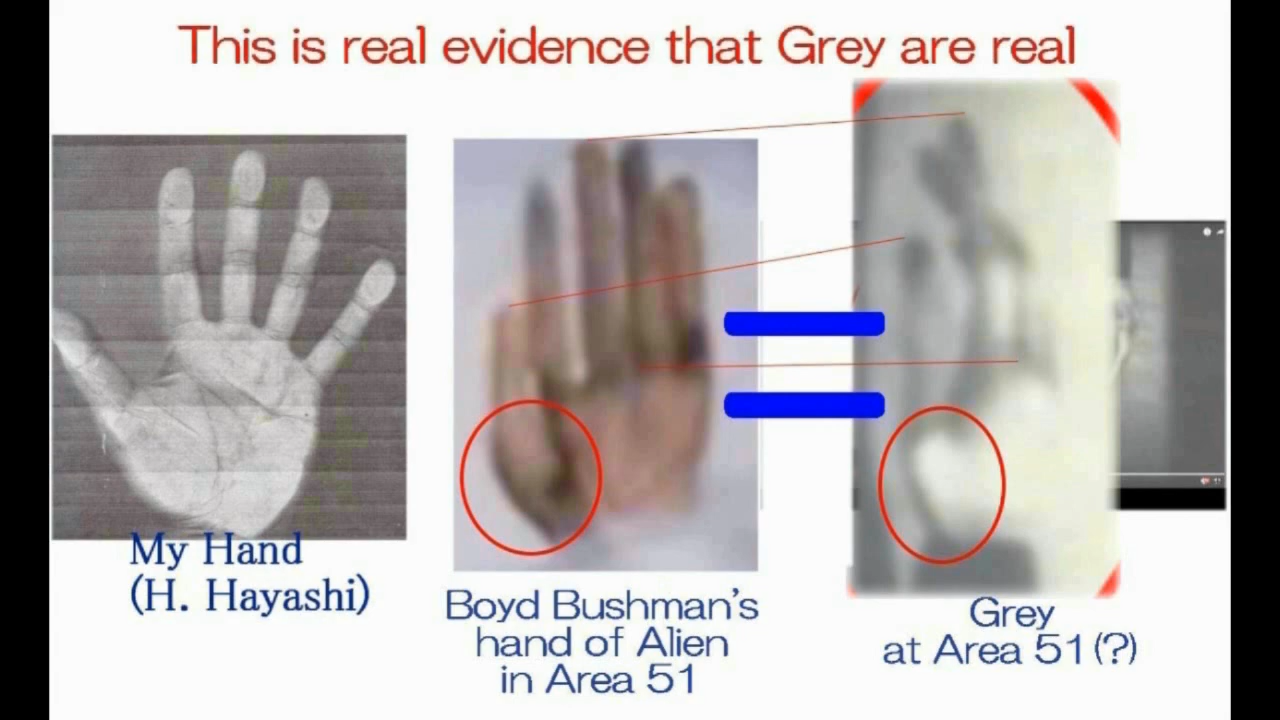 This is real evidence that Grey are real
My Hand
(H. Hayashi)
Boyd Bushman's
hand of Alien
in Area 51
Grey
at Area 51(?)